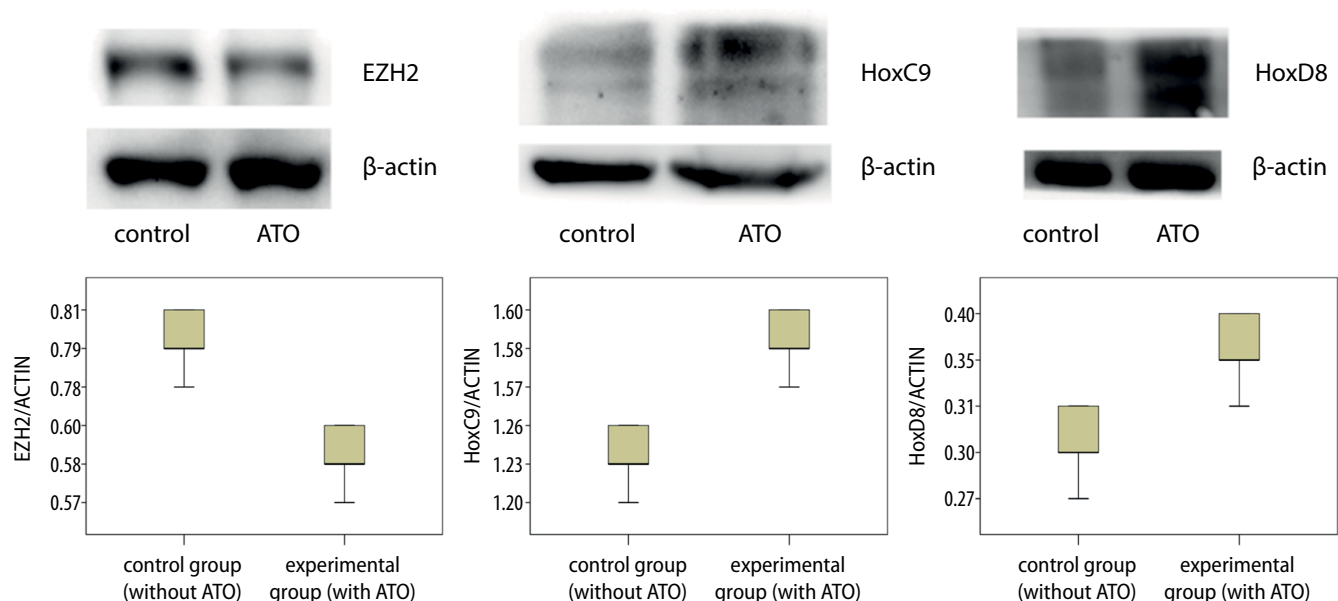 EZH2
β-actin
control ATO
HoxC9
β-actin
control ATO
HoxD8
β-actin
control ATO
EZH2/ACTIN
0.81
0.79
0.78
0.60
0.58
0.57
control group
(without ATO)
experimental
group (with ATO)
HoxC9/ACTIN
1.60
1.58
1.57
1.26
1.23
1.20
control group
(without ATO)
experimental
group (with ATO)
HoxD8/ACTIN
0.40
0.35
0.31
0.30
0.27
control group
(without ATO)
experimental
group (with ATO)